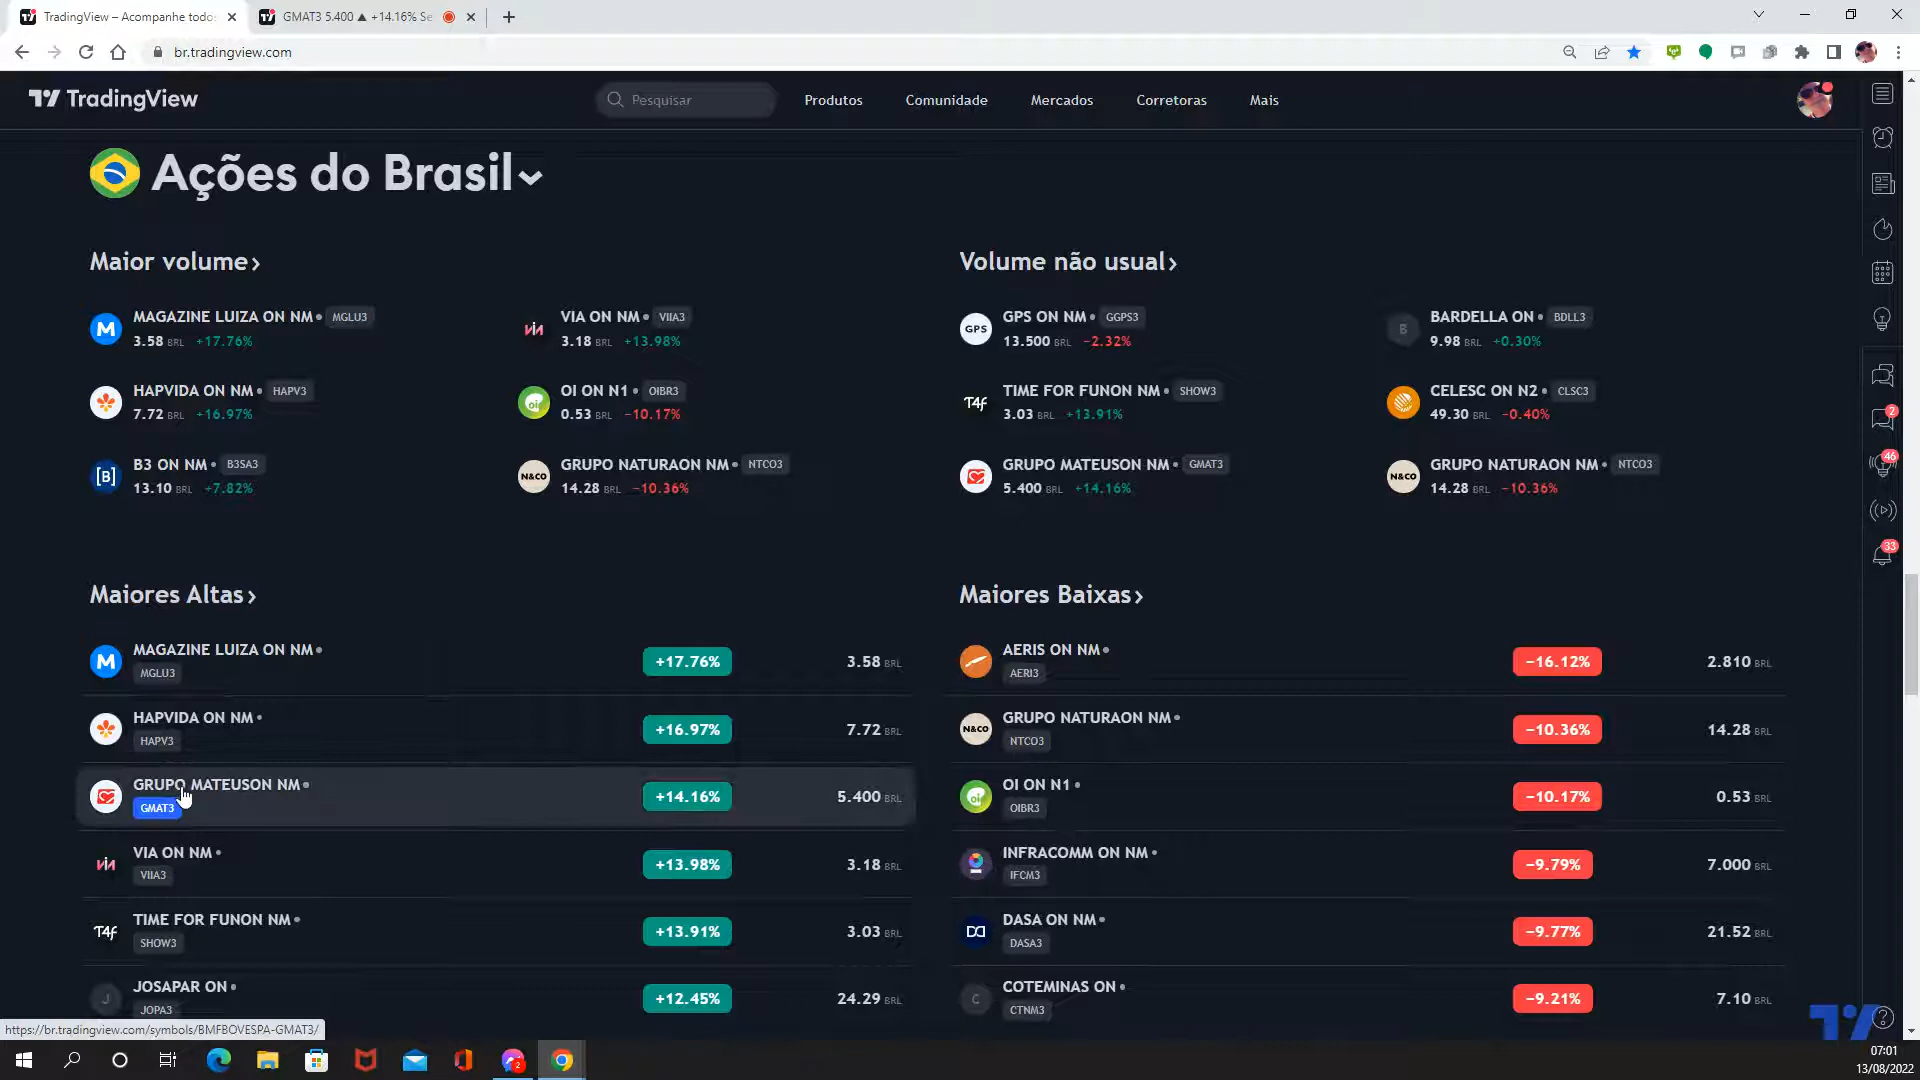 TradingView – Acompanhe todo
GMAT3 5.400 ▲ +14.16% Se
br.tradingview.com
TradingView
Pesquisar
Produtos
Comunidade
Mercados
Corretoras
Mais
Ações do Brasil
Maior volume ›
MAGAZINE LUIZA ON NM • MGLU3
3.58 BRL +17.76%
VIA ON NM • VIIA3
3.18 BRL +13.98%
HAPVIDA ON NM • HAPV3
7.72 BRL +16.97%
OI ON N1 • OIBR3
0.53 BRL −10.17%
B3 ON NM • B3SA3
13.10 BRL +7.82%
N&CO
GRUPO NATURAON NM • NTCO3
14.28 BRL −10.36%
Volume não usual ›
GPS
GPS ON NM • GGPS3
13.500 BRL −2.32%
B
BARDELLA ON • BDLL3
9.98 BRL +0.30%
T4f
TIME FOR FUNON NM • SHOW3
3.03 BRL +13.91%
CELESC ON N2 • CLSC3
49.30 BRL −0.40%
GRUPO MATEUSON NM • GMAT3
5.400 BRL +14.16%
N&CO
GRUPO NATURAON NM • NTCO3
14.28 BRL −10.36%
Maiores Altas ›
MAGAZINE LUIZA ON NM •
MGLU3
+17.76%
3.58 BRL
HAPVIDA ON NM •
HAPV3
+16.97%
7.72 BRL
GRUPO MATEUSON NM •
GMAT3
+14.16%
5.400 BRL
VIA ON NM •
VIIA3
+13.98%
3.18 BRL
T4f
TIME FOR FUNON NM •
SHOW3
+13.91%
3.03 BRL
J
JOSAPAR ON •
JOPA3
+12.45%
24.29 BRL
Maiores Baixas ›
AERIS ON NM •
AERI3
−16.12%
2.810 BRL
N&CO
GRUPO NATURAON NM •
NTCO3
−10.36%
14.28 BRL
OI ON N1 •
OIBR3
−10.17%
0.53 BRL
INFRACOMM ON NM •
IFCM3
−9.79%
7.000 BRL
DASA ON NM •
DASA3
−9.77%
21.52 BRL
C
COTEMINAS ON •
CTNM3
−9.21%
7.10 BRL
2
46
33
https://br.tradingview.com/symbols/BMFBOVESPA-GMAT3/
2
07:01
13/08/2022